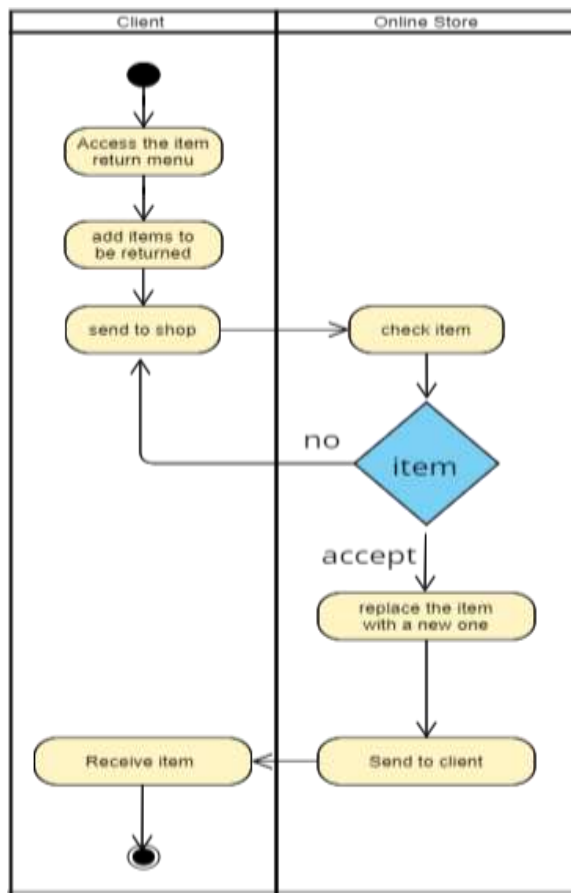 Client
Online Store
Access the item
return menu
add items to
be returned
send to shop
check item
no
item
accept
replace the item
with a new one
Receive item
Send to client